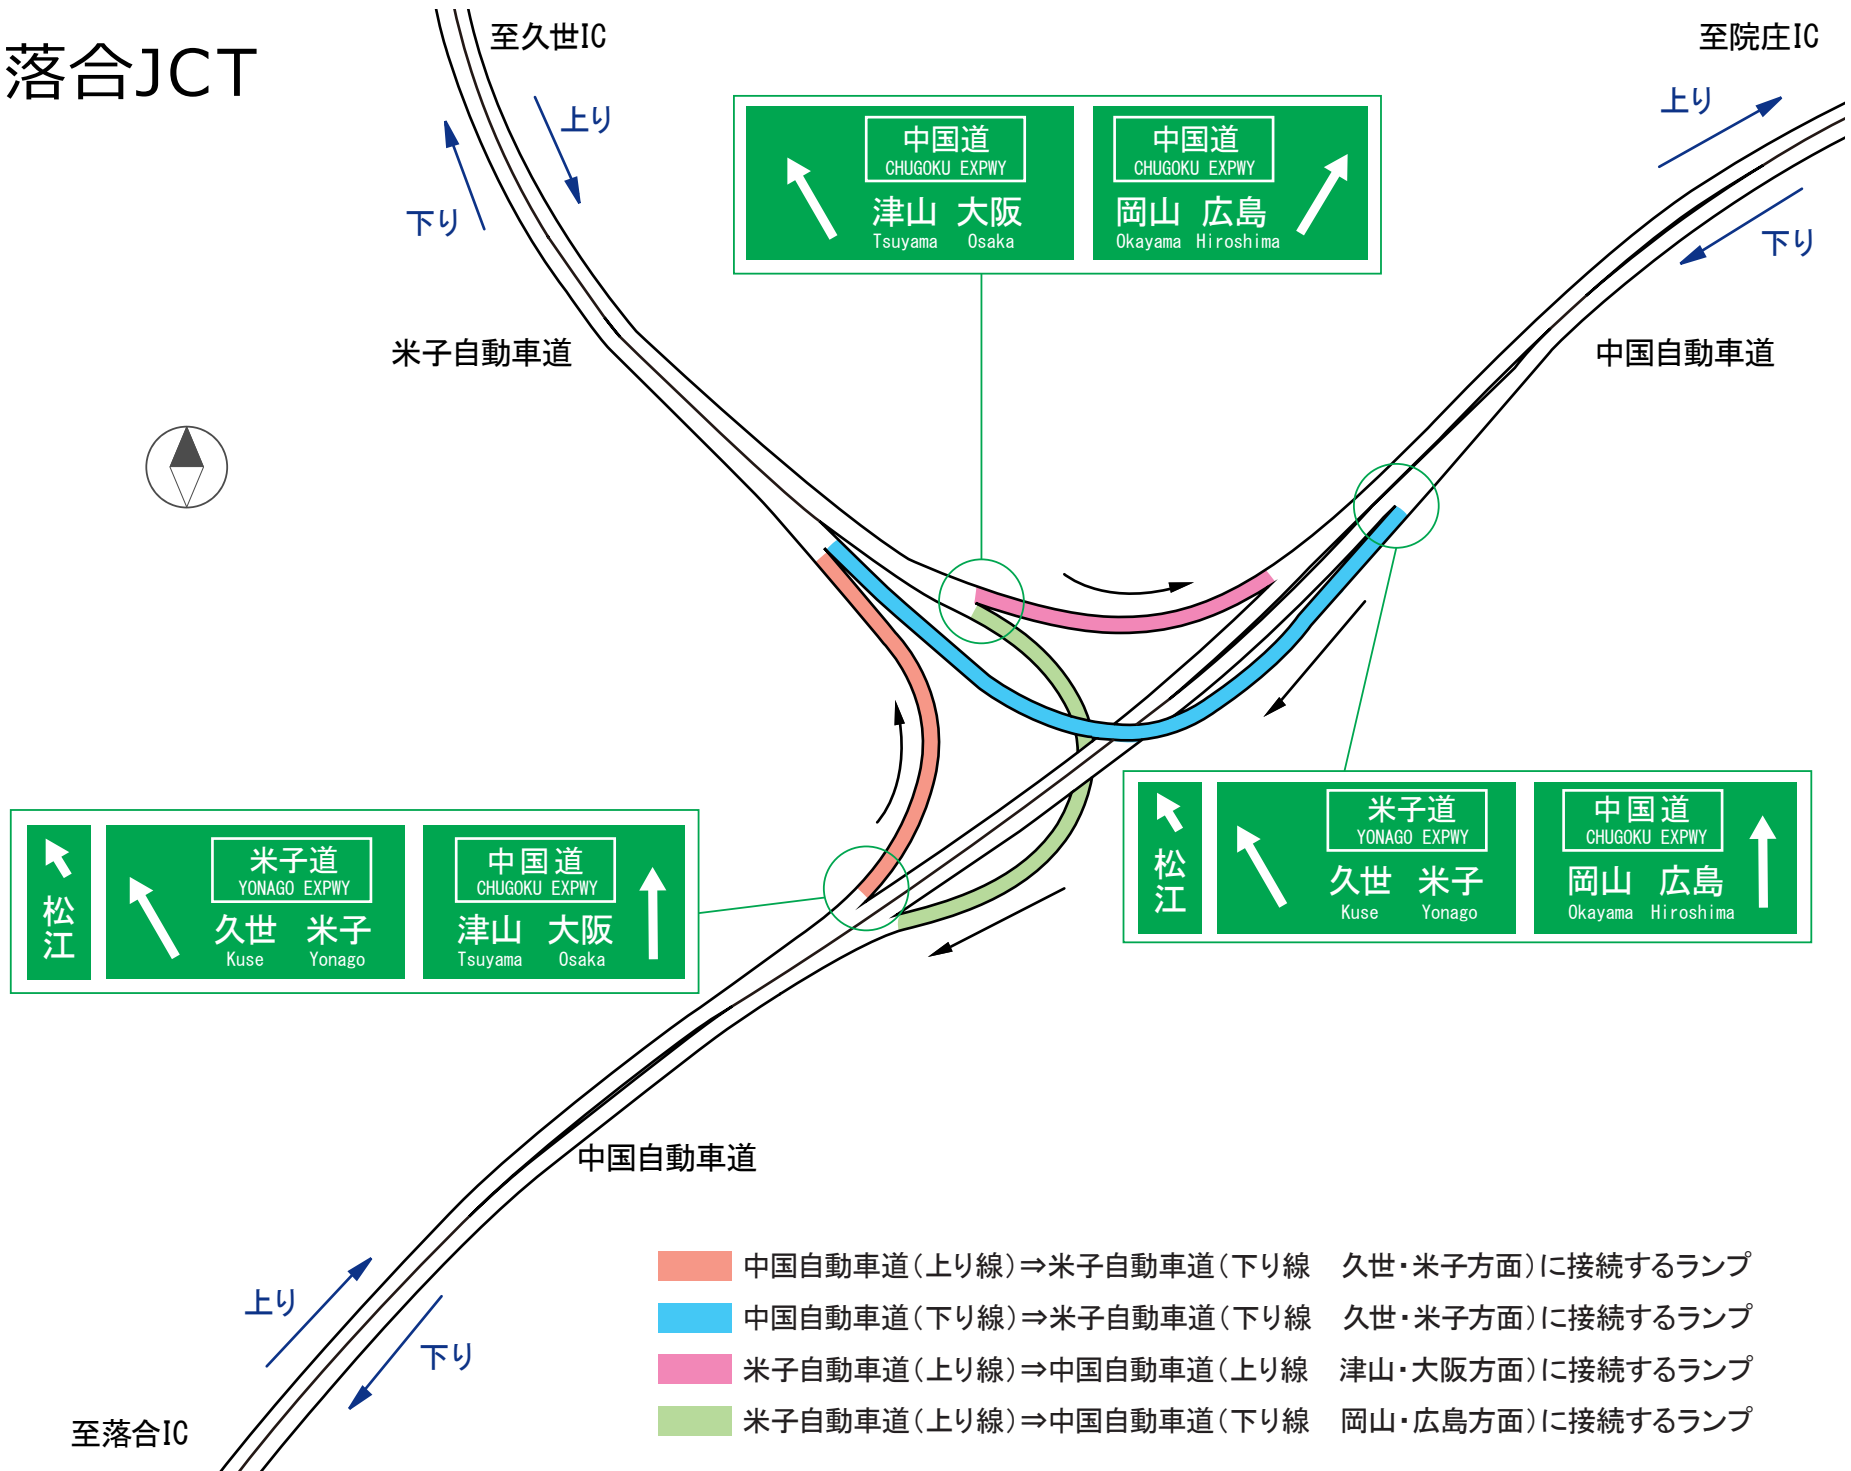 落合JCT
至久世IC
至院庄IC
上り
下り
上り
下り
中国道
CHUGOKU EXPWY
津山 大阪
Tsuyama Osaka
中国道
CHUGOKU EXPWY
岡山 広島
Okayama Hiroshima
米子自動車道
中国自動車道
松江
米子道
YONAGO EXPWY
久世 米子
Kuse Yonago
中国道
CHUGOKU EXPWY
津山 大阪
Tsuyama Osaka
松江
米子道
YONAGO EXPWY
久世 米子
Kuse Yonago
中国道
CHUGOKU EXPWY
岡山 広島
Okayama Hiroshima
中国自動車道
上り
下り
至落合IC
中国自動車道(上り線)⇒米子自動車道(下り線 久世・米子方面)に接続するランプ
中国自動車道(下り線)⇒米子自動車道(下り線 久世・米子方面)に接続するランプ
米子自動車道(上り線)⇒中国自動車道(上り線 津山・大阪方面)に接続するランプ
米子自動車道(上り線)⇒中国自動車道(下り線 岡山・広島方面)に接続するランプ